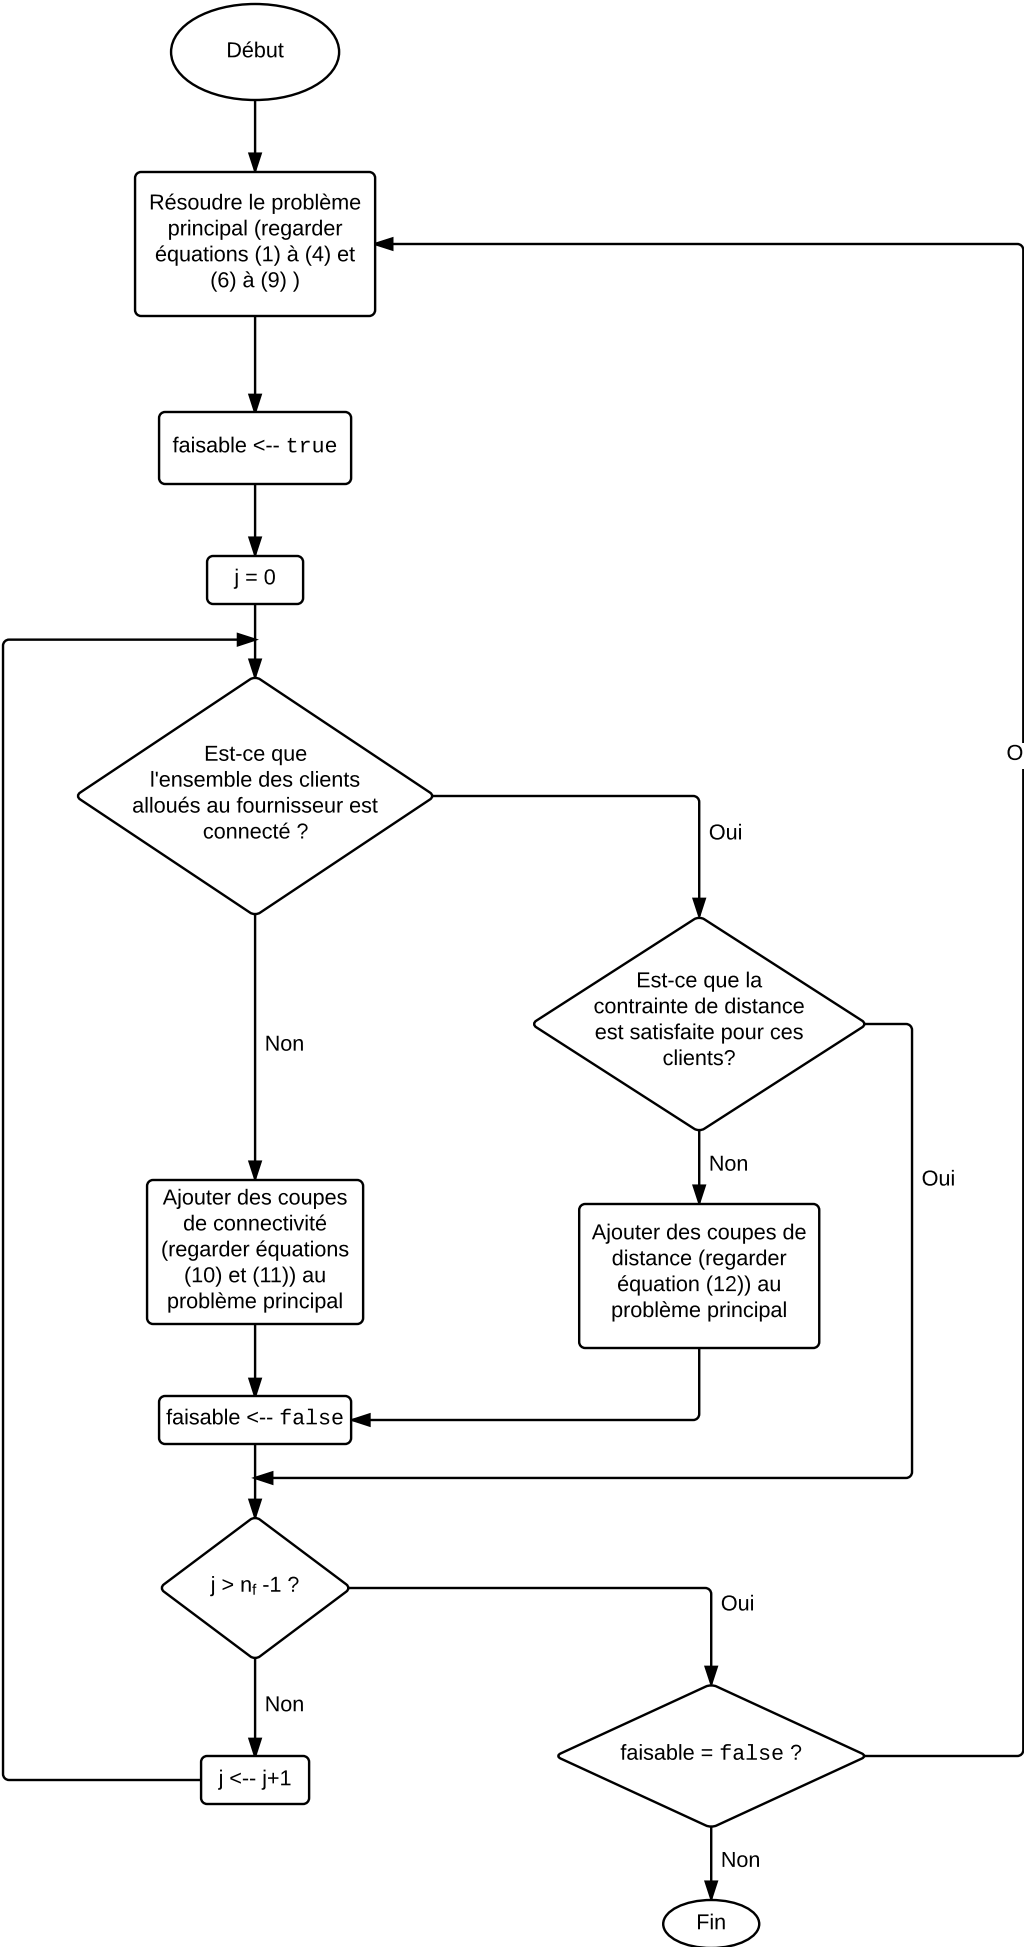 Début
Résoudre le problème
principal (regarder
équations (1) à (4) et
(6) à (9) )
faisable <-- true
j = 0
Est-ce que
l'ensemble des clients
alloués au fournisseur est
connecté ?
Oui
Est-ce que la
contrainte de distance
est satisfaite pour ces
clients?
Non
Non
Oui
Ajouter des coupes
de connectivité
(regarder équations
(10) et (11)) au
problème principal
Ajouter des coupes de
distance (regarder
équation (12)) au
problème principal
faisable <-- false
j > nf -1 ?
Oui
Non
faisable = false ?
j <-- j+1
Non
Fin